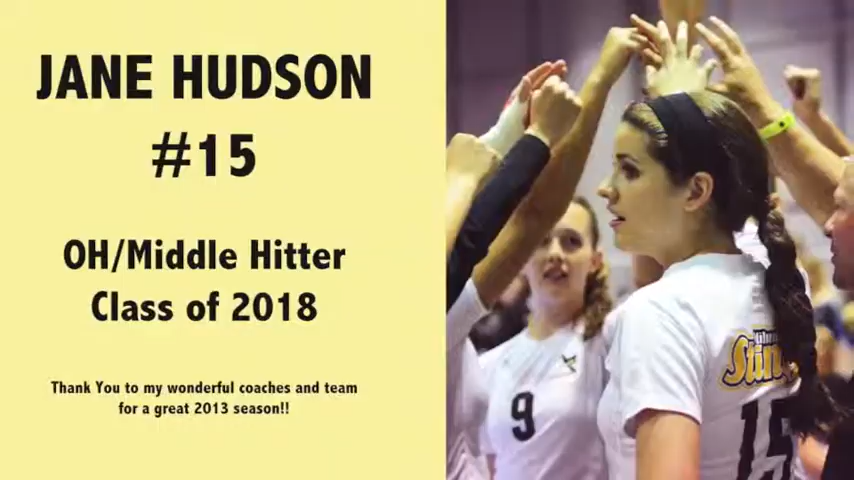 JANE HUDSON
#15
OH/Middle Hitter
Class of 2018
Thank You to my wonderful coaches and team
for a great 2013 season!!
9
15